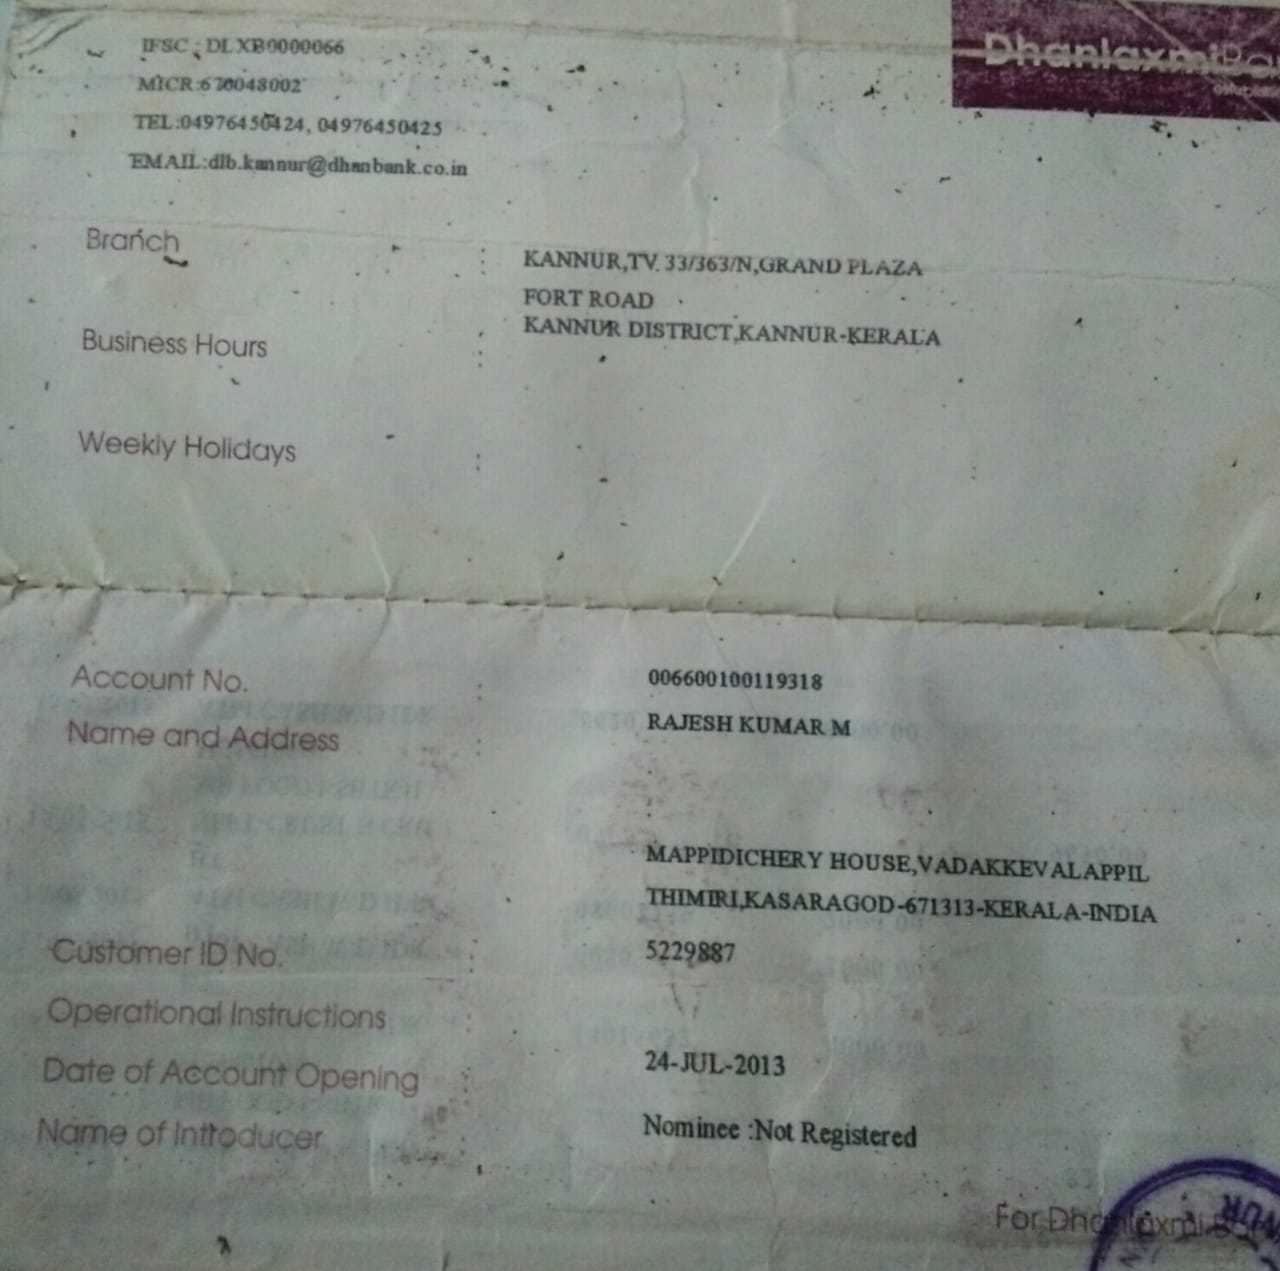 IFSC : DLXB0000066
MICR:670048002
TEL:04976450424, 04976450425
EMAIL:dlb.kannur@dhanbank.co.in
Dhanlaxmi
Branch : KANNUR,TV. 33/363/N,GRAND PLAZA
FORT ROAD
KANNUR DISTRICT,KANNUR-KERALA
Business Hours :
Weekly Holidays :
Account No. : 006600100119318
Name and Address : RAJESH KUMAR M
MAPPIDICHERY HOUSE,VADAKKEVALAPPIL
THIMIRI,KASARAGOD-671313-KERALA-INDIA
Customer ID No. : 5229887
Operational Instructions :
Date of Account Opening : 24-JUL-2013
Name of Introducer : Nominee :Not Registered
For Dhanlaxmi